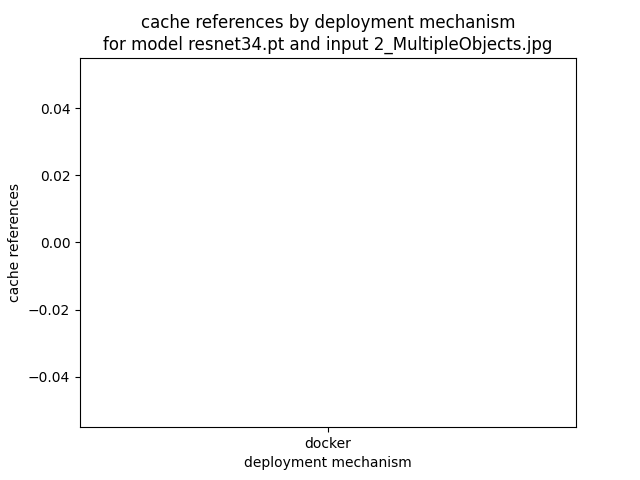 cache references by deployment mechanism
for model resnet34.pt and input 2_MultipleObjects.jpg
0.04
0.02
0.00
−0.02
−0.04
cache references
docker
deployment mechanism